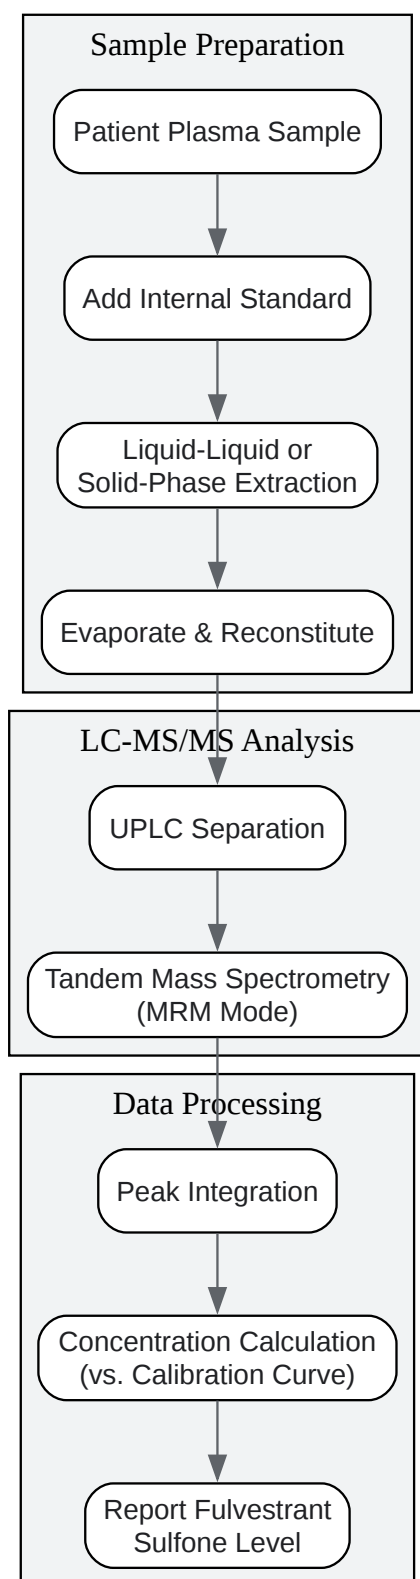 Sample Preparation
Patient Plasma Sample
Add Internal Standard
Liquid-Liquid or
Solid-Phase Extraction
Evaporate & Reconstitute
LC-MS/MS Analysis
UPLC Separation
Tandem Mass Spectrometry
(MRM Mode)
Data Processing
Peak Integration
Concentration Calculation
(vs. Calibration Curve)
Report Fulvestrant
Sulfone Level